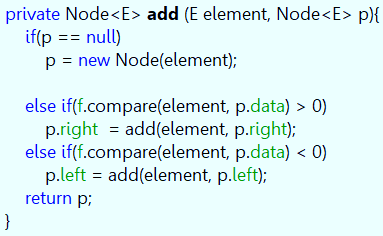 private Node<E> add (E element, Node<E> p){
if(p == null)
p = new Node(element);
else if(f.compare(element, p.data) > 0)
p.right = add(element, p.right);
else if(f.compare(element, p.data) < 0)
p.left = add(element, p.left);
return p;
}